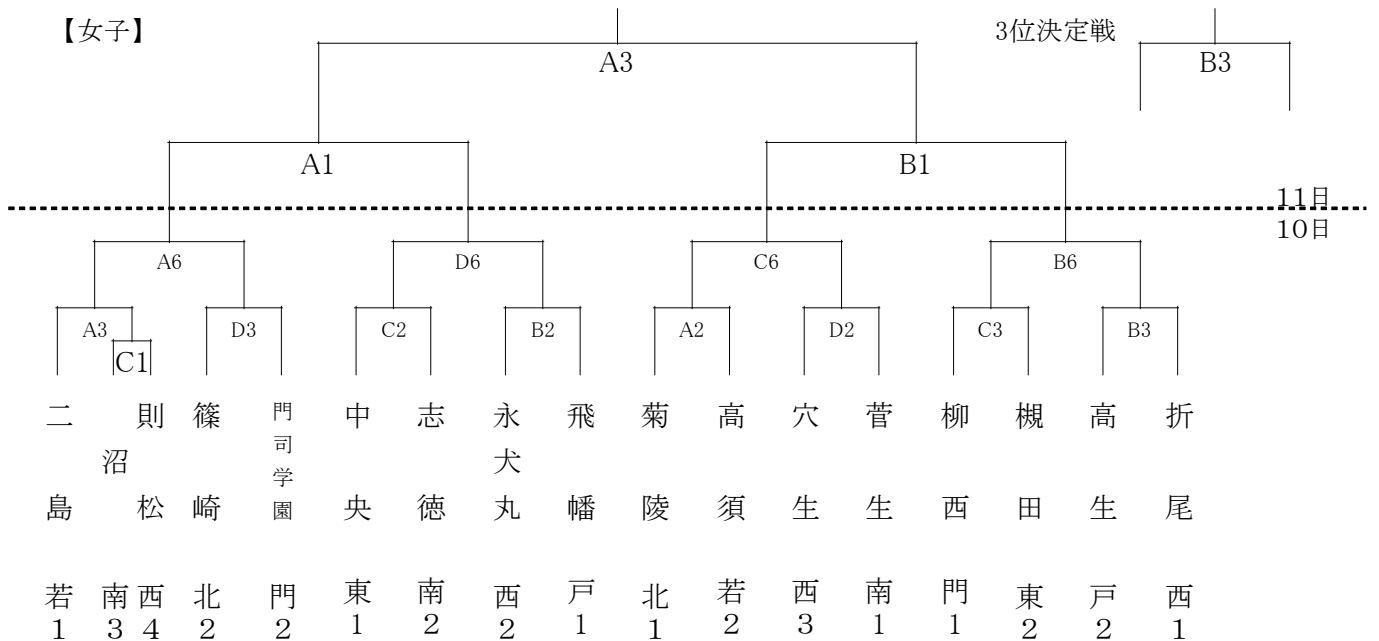 【女子】
3位決定戦
A3
B3
A1
B1
11日
10日
A6
D6
C6
B6
A3
D3
C2
B2
A2
D2
C3
B3
C1
二島
沼
則松
篠崎
門司学園
中央
志徳
永犬丸
飛幡
菊陵
高須
穴生
菅生
柳西
槻田
高生
折尾
若1
南3
西4
北2
門2
東1
南2
西2
戸1
北1
若2
西3
南1
門1
東2
戸2
西1